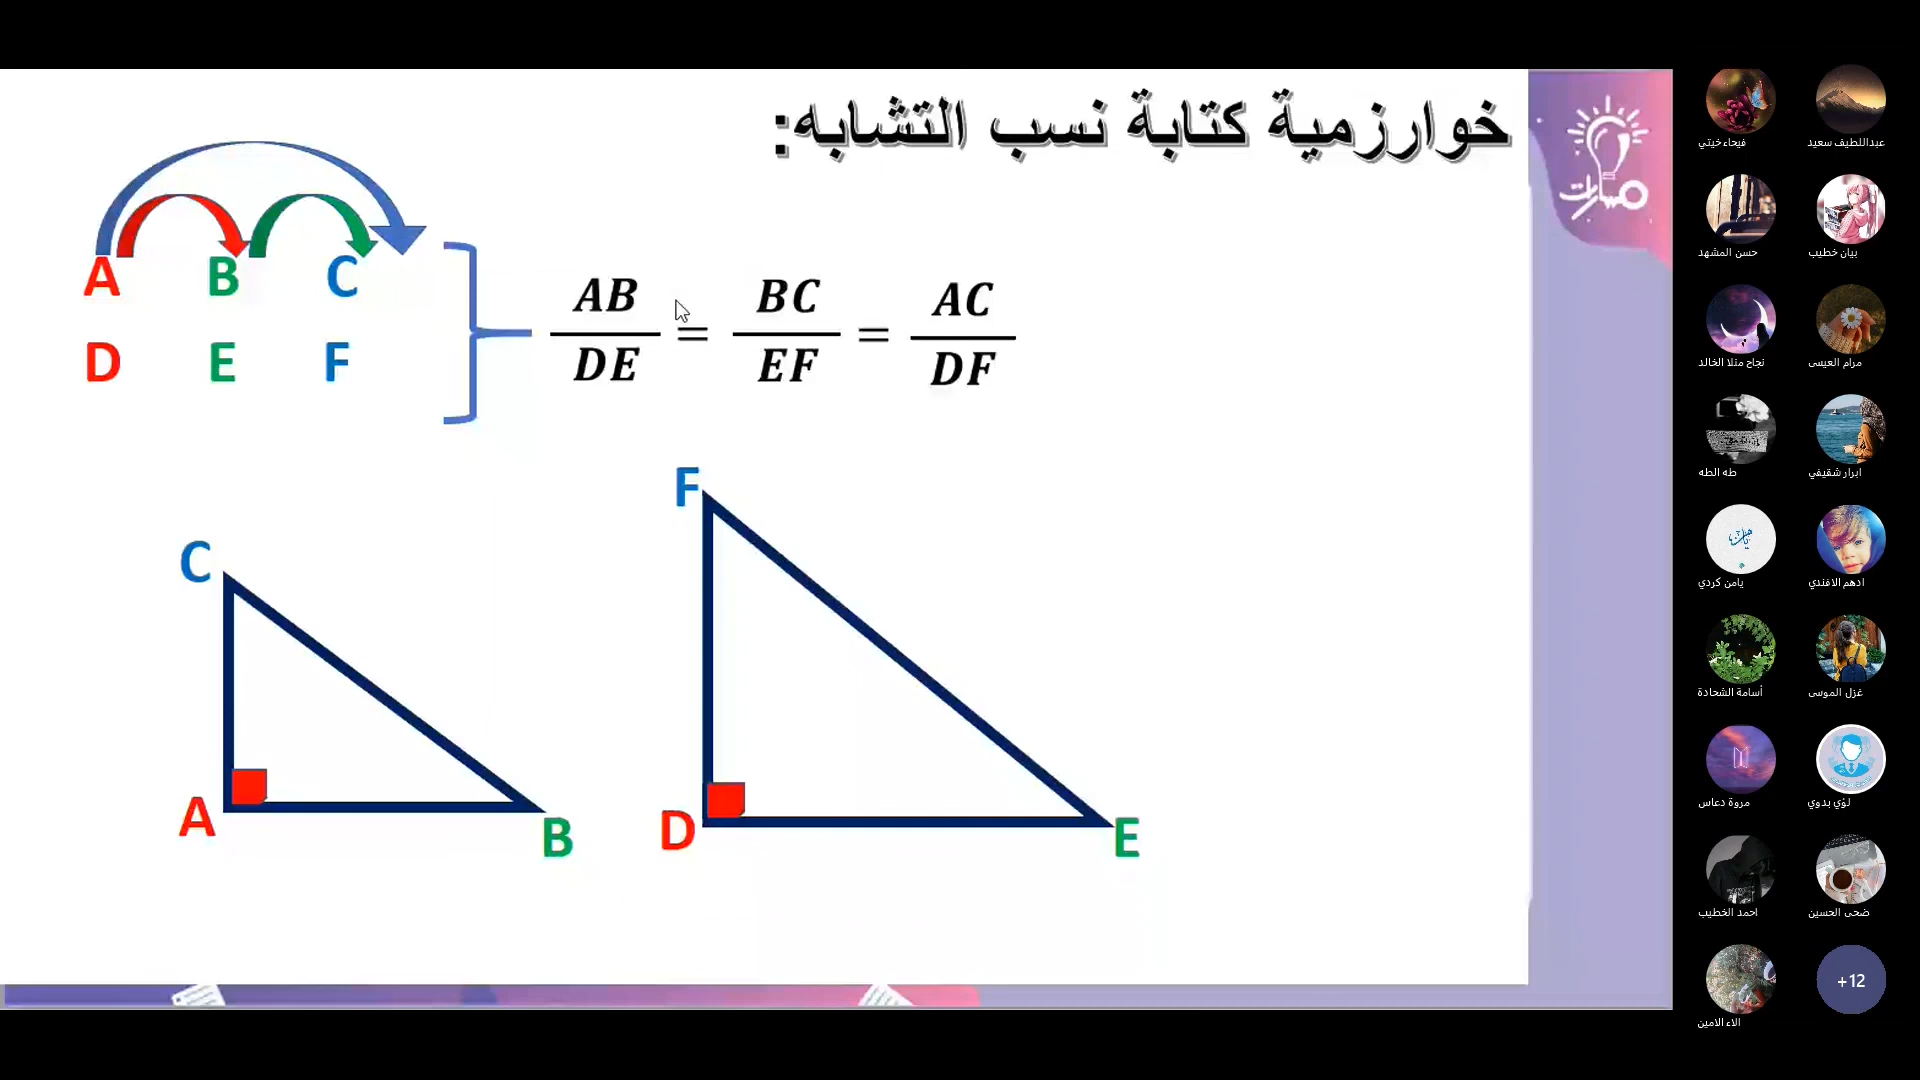 خوارزمية كتابة نسب التشابه:
مسارات
A B C
D E F
AB/DE = BC/EF = AC/DF
F
C
A
B
D
E
فيحاء خيتي
عبداللطيف سعيد
حسن المشهد
بيان خطيب
نجاح منلا الخالد
مرام العيسى
طه الطه
ابرار شقيفي
يامن كردي
ادهم الافندي
أسامة الشحادة
غزل الموسى
مروة دعاس
لؤي بدوي
احمد الخطيب
ضحى الحسين
الاء الامين
+12